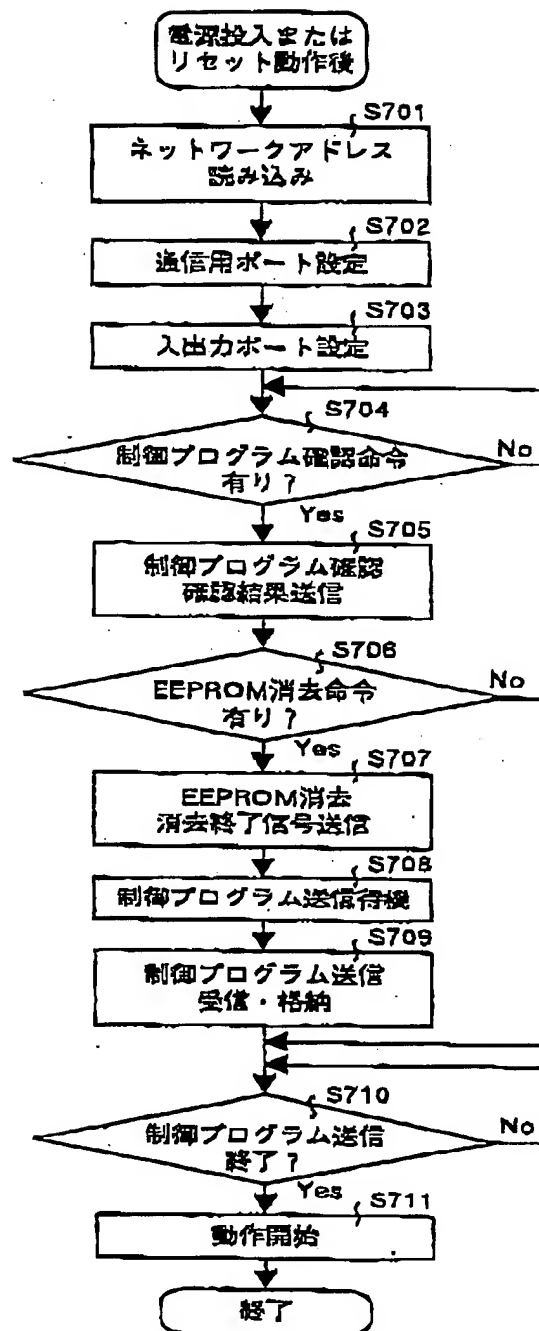 電源投入または
リセット動作後
S701
ネットワークアドレス
読み込み
S702
通信用ポート設定
S703
入出力ポート設定
S704
制御プログラム確認命令
有り？
No
Yes
S705
制御プログラム確認
確認結果送信
S706
EEPROM消去命令
有り？
No
Yes
S707
EEPROM消去
消去終了信号送信
S708
制御プログラム送信待機
S709
制御プログラム送信
受信・格納
S710
制御プログラム送信
終了？
No
Yes
S711
動作開始
終了